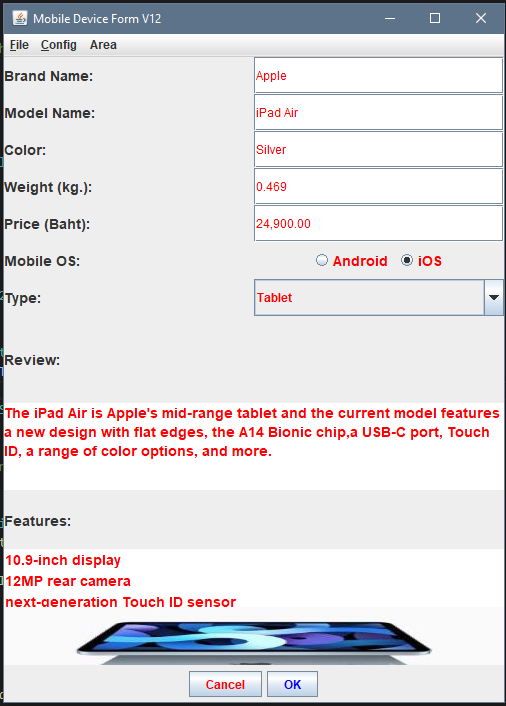 Mobile Device Form V12
File Config Area
Brand Name: Apple
Model Name: iPad Air
Color: Silver
Weight (kg.): 0.469
Price (Baht): 24,900.00
Mobile OS: Android iOS
Type: Tablet
Review:
The iPad Air is Apple's mid-range tablet and the current model features
a new design with flat edges, the A14 Bionic chip,a USB-C port, Touch
ID, a range of color options, and more.
Features:
10.9-inch display
12MP rear camera
next-generation Touch ID sensor
Cancel OK